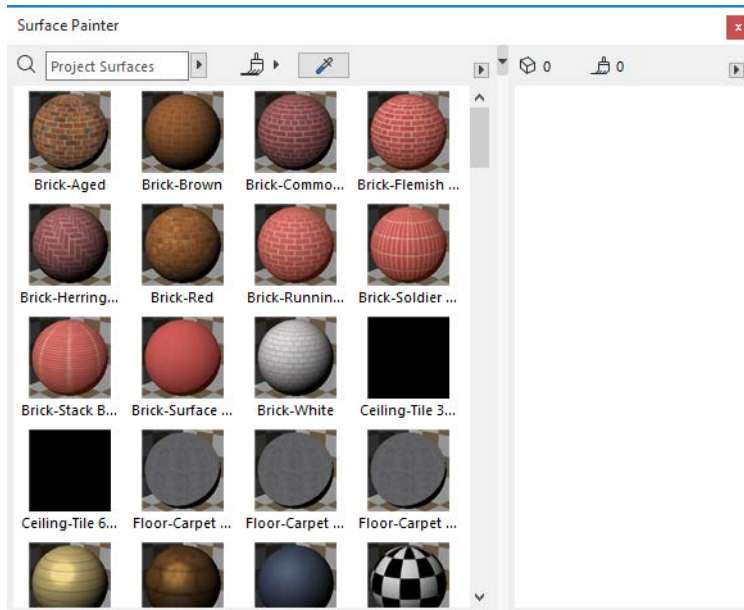 Surface Painter
x
Project Surfaces
0
0
Brick-Aged
Brick-Brown
Brick-Commo...
Brick-Flemish ...
Brick-Herring...
Brick-Red
Brick-Runnin...
Brick-Soldier ...
Brick-Stack B...
Brick-Surface ...
Brick-White
Ceiling-Tile 3...
Ceiling-Tile 6...
Floor-Carpet ...
Floor-Carpet ...
Floor-Carpet ...